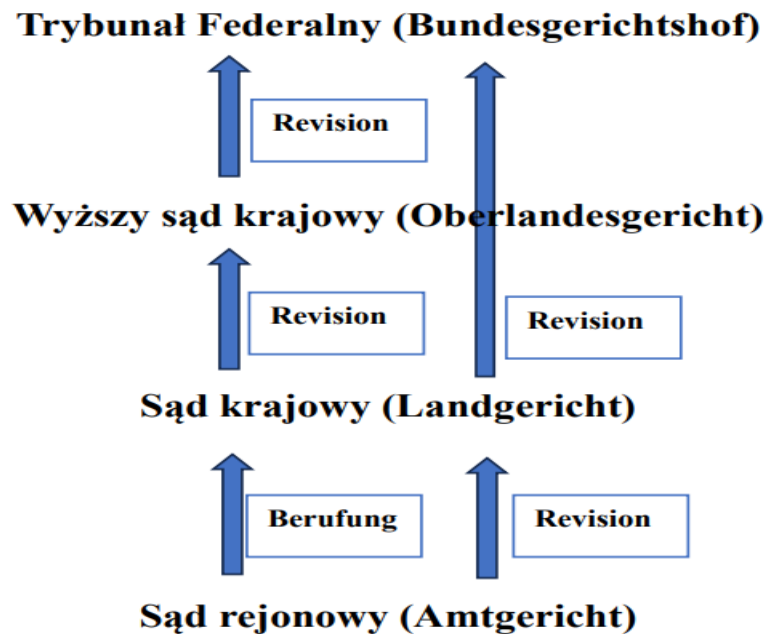 Trybunał Federalny (Bundesgerichtshof)
Revision
Wyższy sąd krajowy (Oberlandesgericht)
Revision
Revision
Sąd krajowy (Landgericht)
Berufung
Revision
Sąd rejonowy (Amtgericht)